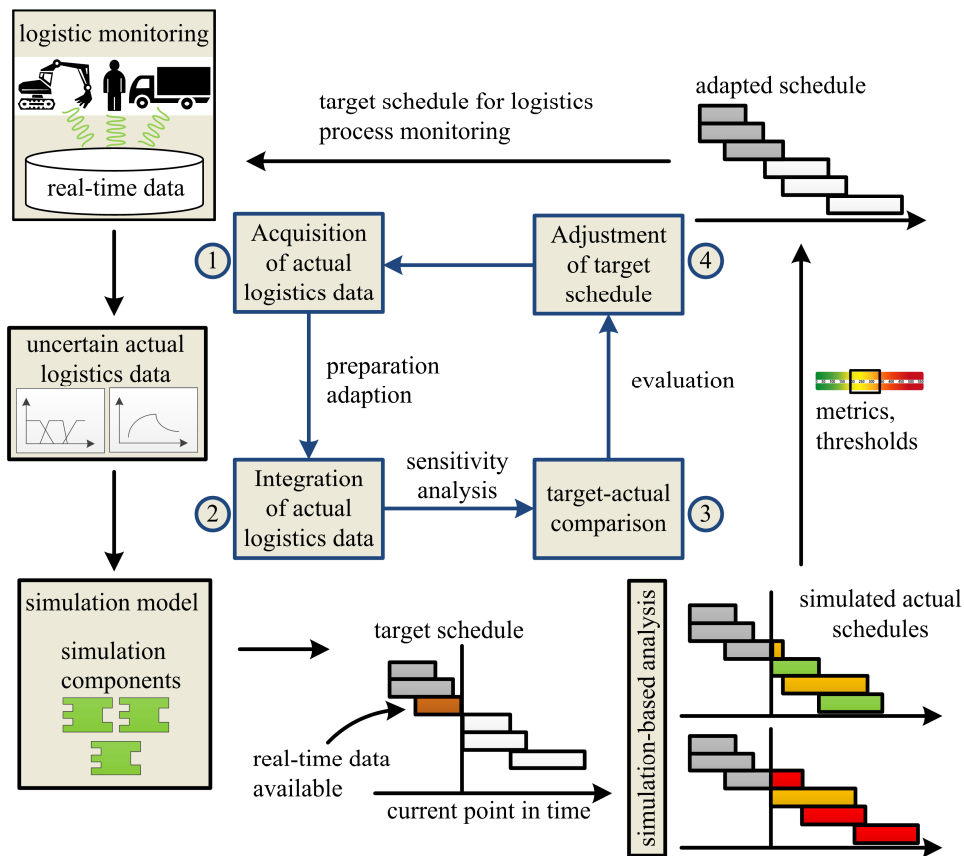 logistic monitoring
real-time data
target schedule for logistics
process monitoring
adapted schedule
1
Acquisition
of actual
logistics data
Adjustment
of target
schedule
4
uncertain actual
logistics data
preparation
adaption
evaluation
metrics,
thresholds
2
Integration
of actual
logistics data
sensitivity
analysis
target-actual
comparison
3
simulation model
simulation
components
target schedule
real-time data
available
current point in time
simulation-based analysis
simulated actual
schedules